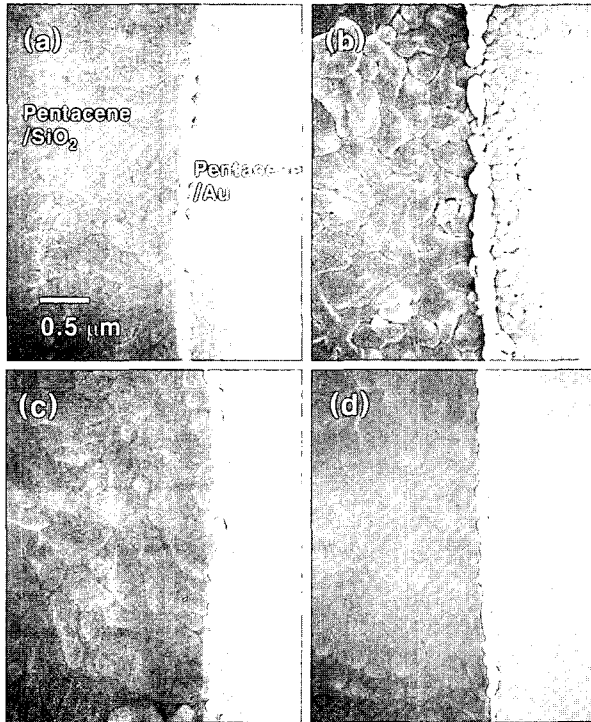 (a)
Pentacene
/SiO₂
Pentacene
/Au
0.5 μm
(b)
(c)
(d)